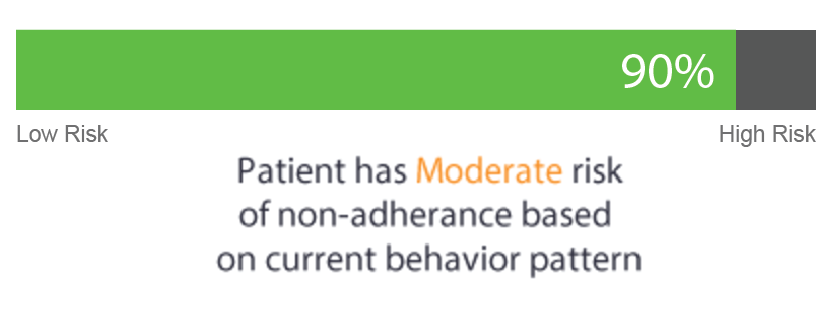 90%
Low Risk High Risk
Patient has Moderate risk
of non-adherance based
on current behavior pattern